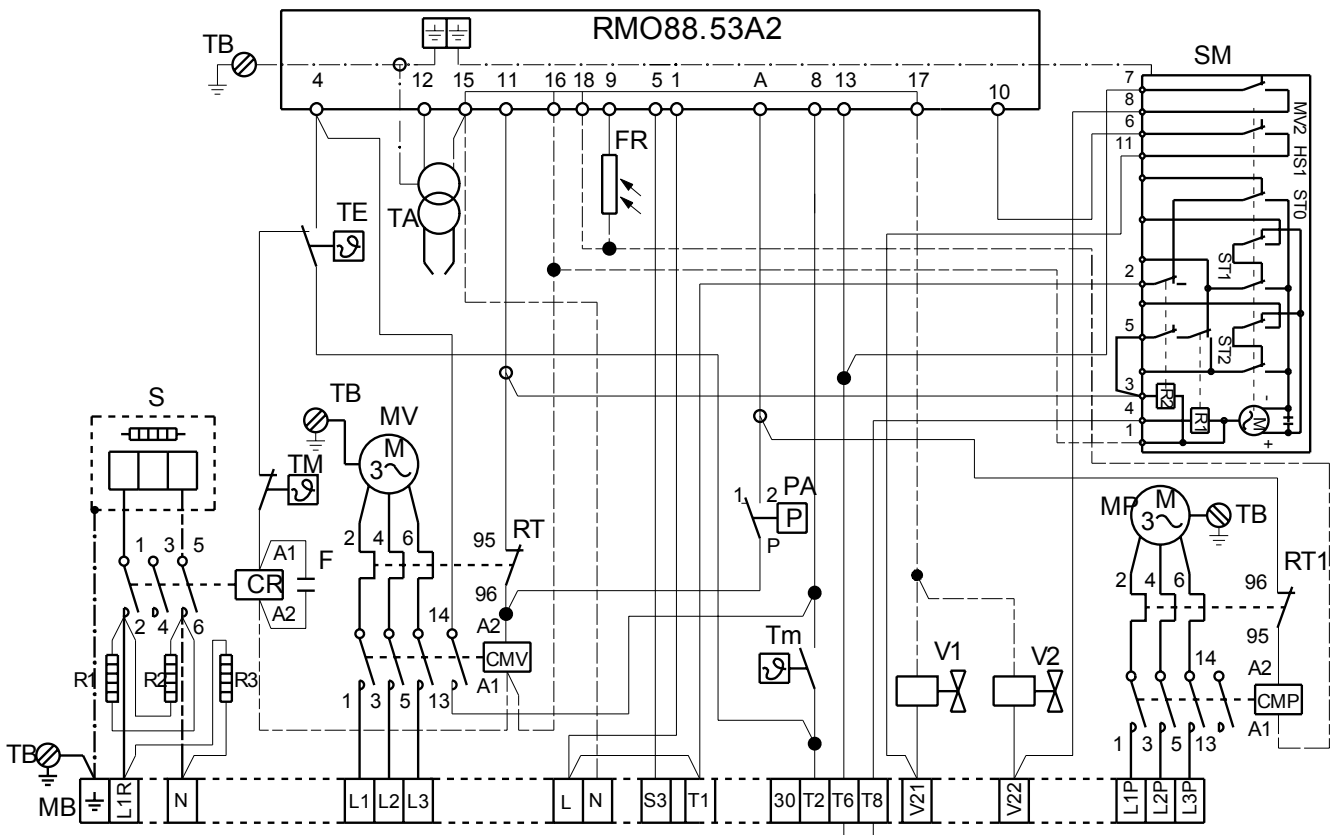 RMO88.53A2
TB
4 12 15 11 16 18 9 5 1 A 8 13 17 10
SM
7
8
6
11
2
5
3
4
1
MV2
HS1
ST0
ST1
ST2
R2
R1
M
- +
FR
TA
TE
ϑ
S
TB
MV
M
3
TM
ϑ
1 2 PA
P
P
MP
M
3
TB
RT1
1 3 5
A1
F
CR
A2
2 4 6
2 4 6
95
RT
96
A2
CMV
A1
14
1 3 5 13
R1
R2
R3
Tm
ϑ
V1
V2
2 4 6
96
95
14
A2
CMP
A1
1 3 5 13
TB
MB
L1R N L1 L2 L3 L N S3 T1 30 T2 T6 T8 V21 V22 L1P L2P L3P